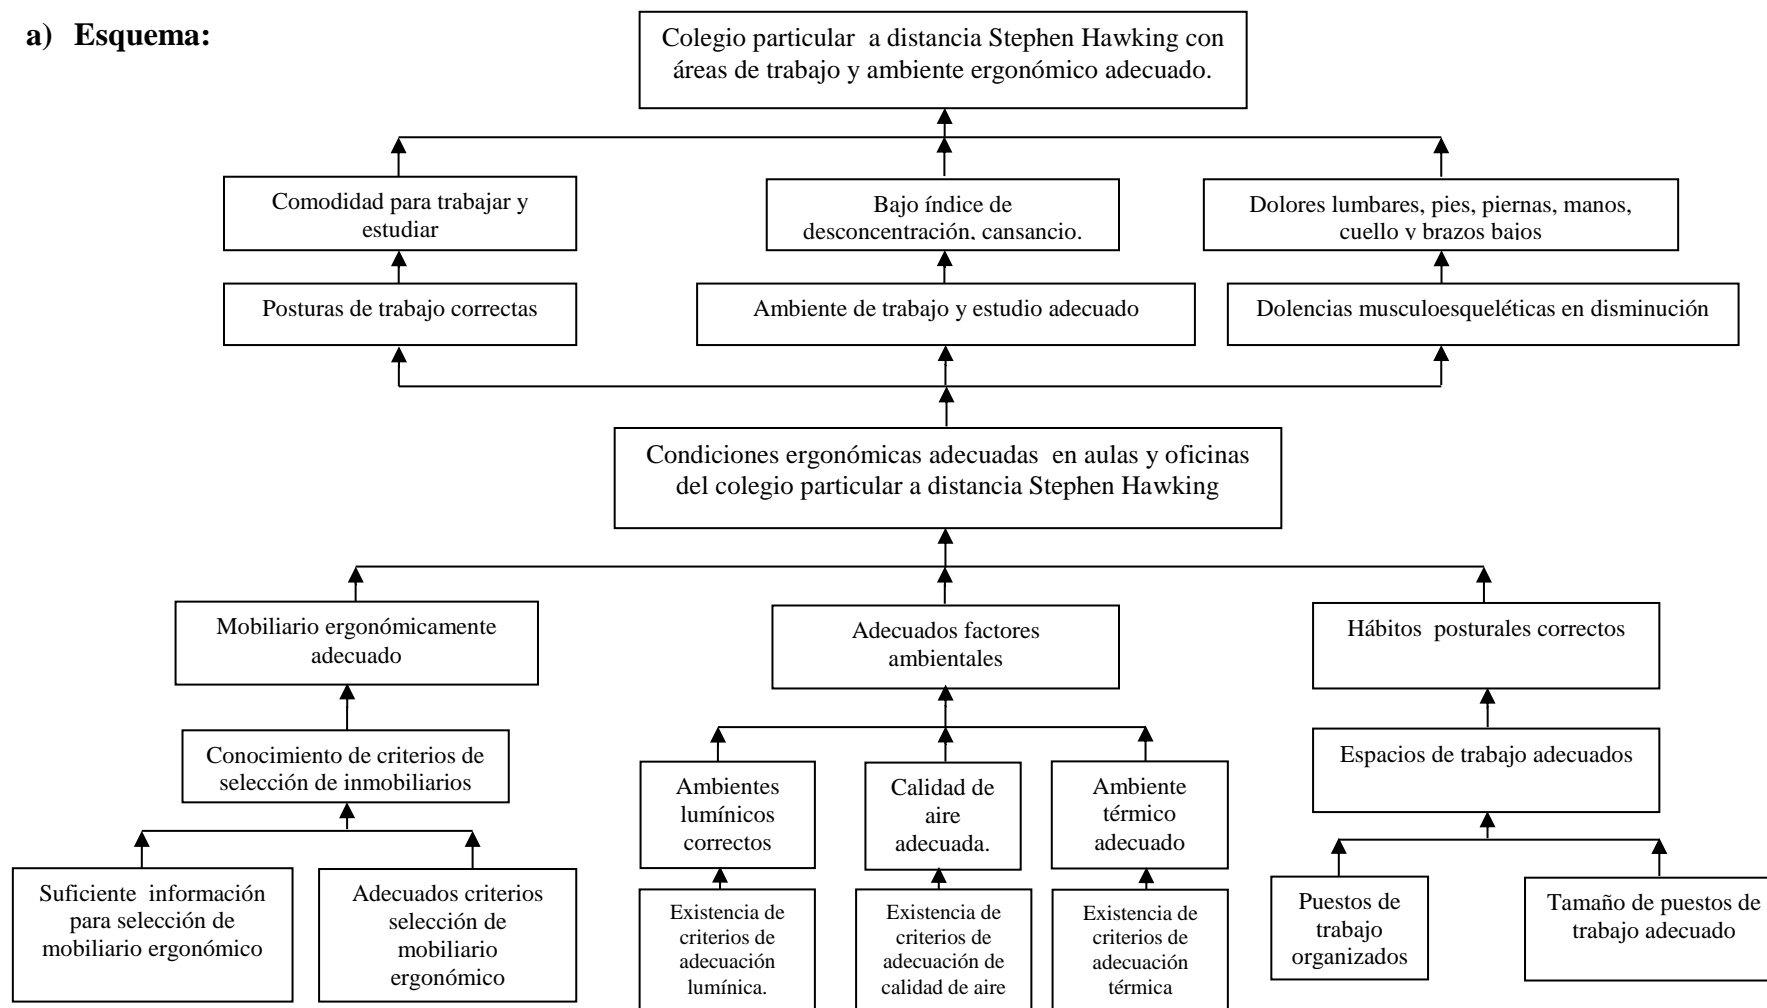 a) Esquema:
Colegio particular a distancia Stephen Hawking con
áreas de trabajo y ambiente ergonómico adecuado.
Comodidad para trabajar y
estudiar
Bajo índice de
desconcentración, cansancio.
Dolores lumbares, pies, piernas, manos,
cuello y brazos bajos
Posturas de trabajo correctas
Ambiente de trabajo y estudio adecuado
Dolencias musculoesqueléticas en disminución
Condiciones ergonómicas adecuadas en aulas y oficinas
del colegio particular a distancia Stephen Hawking
Mobiliario ergonómicamente
adecuado
Adecuados factores
ambientales
Hábitos posturales correctos
Conocimiento de criterios de
selección de inmobiliarios
Ambientes
lumínicos
correctos
Calidad de
aire
adecuada.
Ambiente
térmico
adecuado
Espacios de trabajo adecuados
Suficiente información
para selección de
mobiliario ergonómico
Adecuados criterios
selección de
mobiliario
ergonómico
Existencia de
criterios de
adecuación
lumínica.
Existencia de
criterios de
adecuación de
calidad de aire
Existencia de
criterios de
adecuación
térmica
Puestos de
trabajo
organizados
Tamaño de puestos de
trabajo adecuado